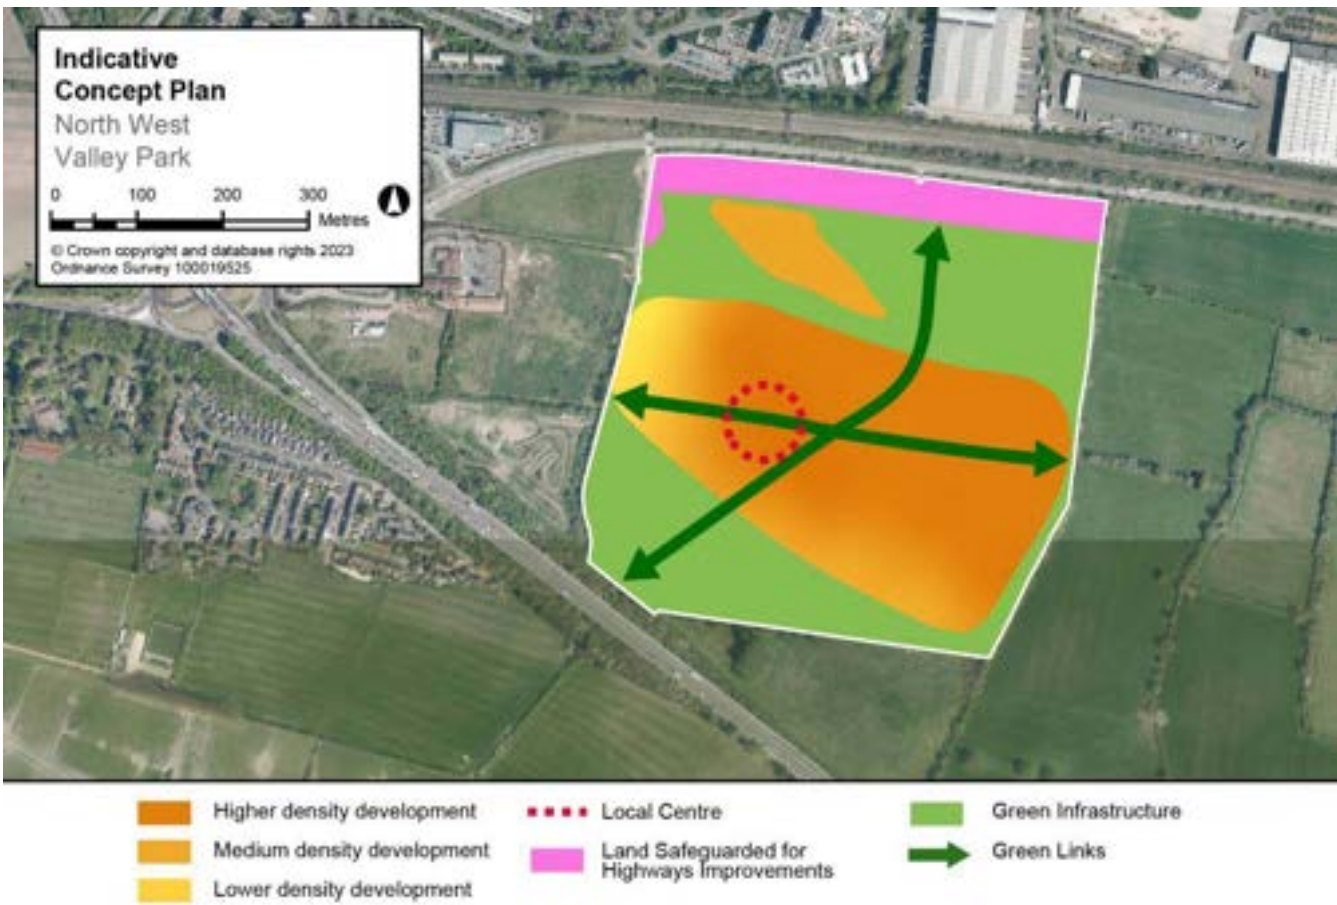 Indicative
Concept Plan
North West
Valley Park
0 100 200 300
Metres
© Crown copyright and database rights 2023
Ordnance Survey 100019525
Higher density development
Medium density development
Lower density development
Local Centre
Land Safeguarded for
Highways Improvements
Green Infrastructure
Green Links